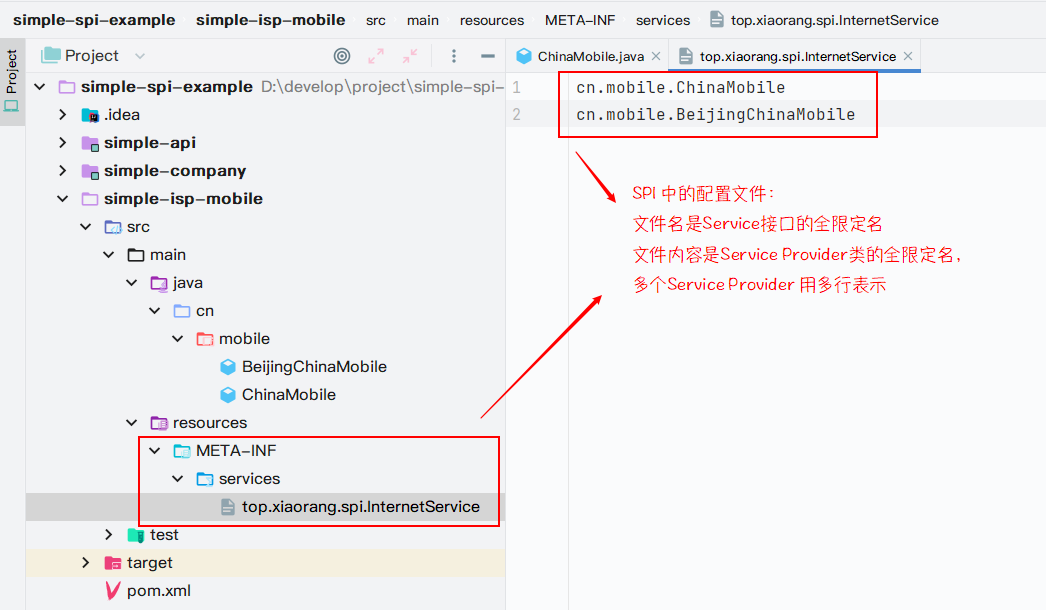 simple-spi-example simple-isp-mobile src main resources META-INF services top.xiaorang.spi.InternetService
Project
Project
ChinaMobile.java
top.xiaorang.spi.InternetService
simple-spi-example D:\develop\project\simple-spi-
.idea
simple-api
simple-company
simple-isp-mobile
src
main
java
cn
mobile
BeijingChinaMobile
ChinaMobile
resources
META-INF
services
top.xiaorang.spi.InternetService
test
target
pom.xml
1 cn.mobile.ChinaMobile
2 cn.mobile.BeijingChinaMobile
SPI 中的配置文件：
文件名是Service接口的全限定名
文件内容是Service Provider类的全限定名，
多个Service Provider 用多行表示